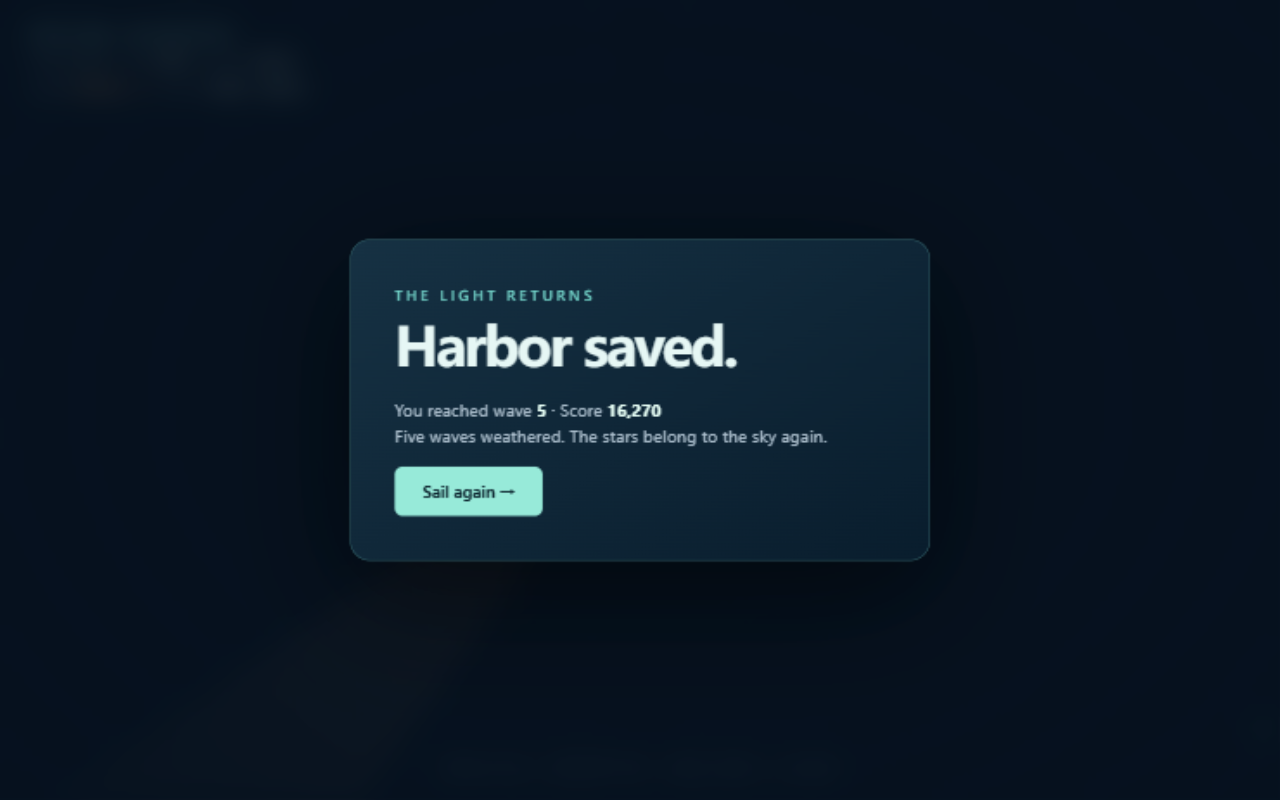 THE LIGHT RETURNS
Harbor saved.
You reached wave 5 · Score 16,270
Five waves weathered. The stars belong to the sky again.
Sail again →